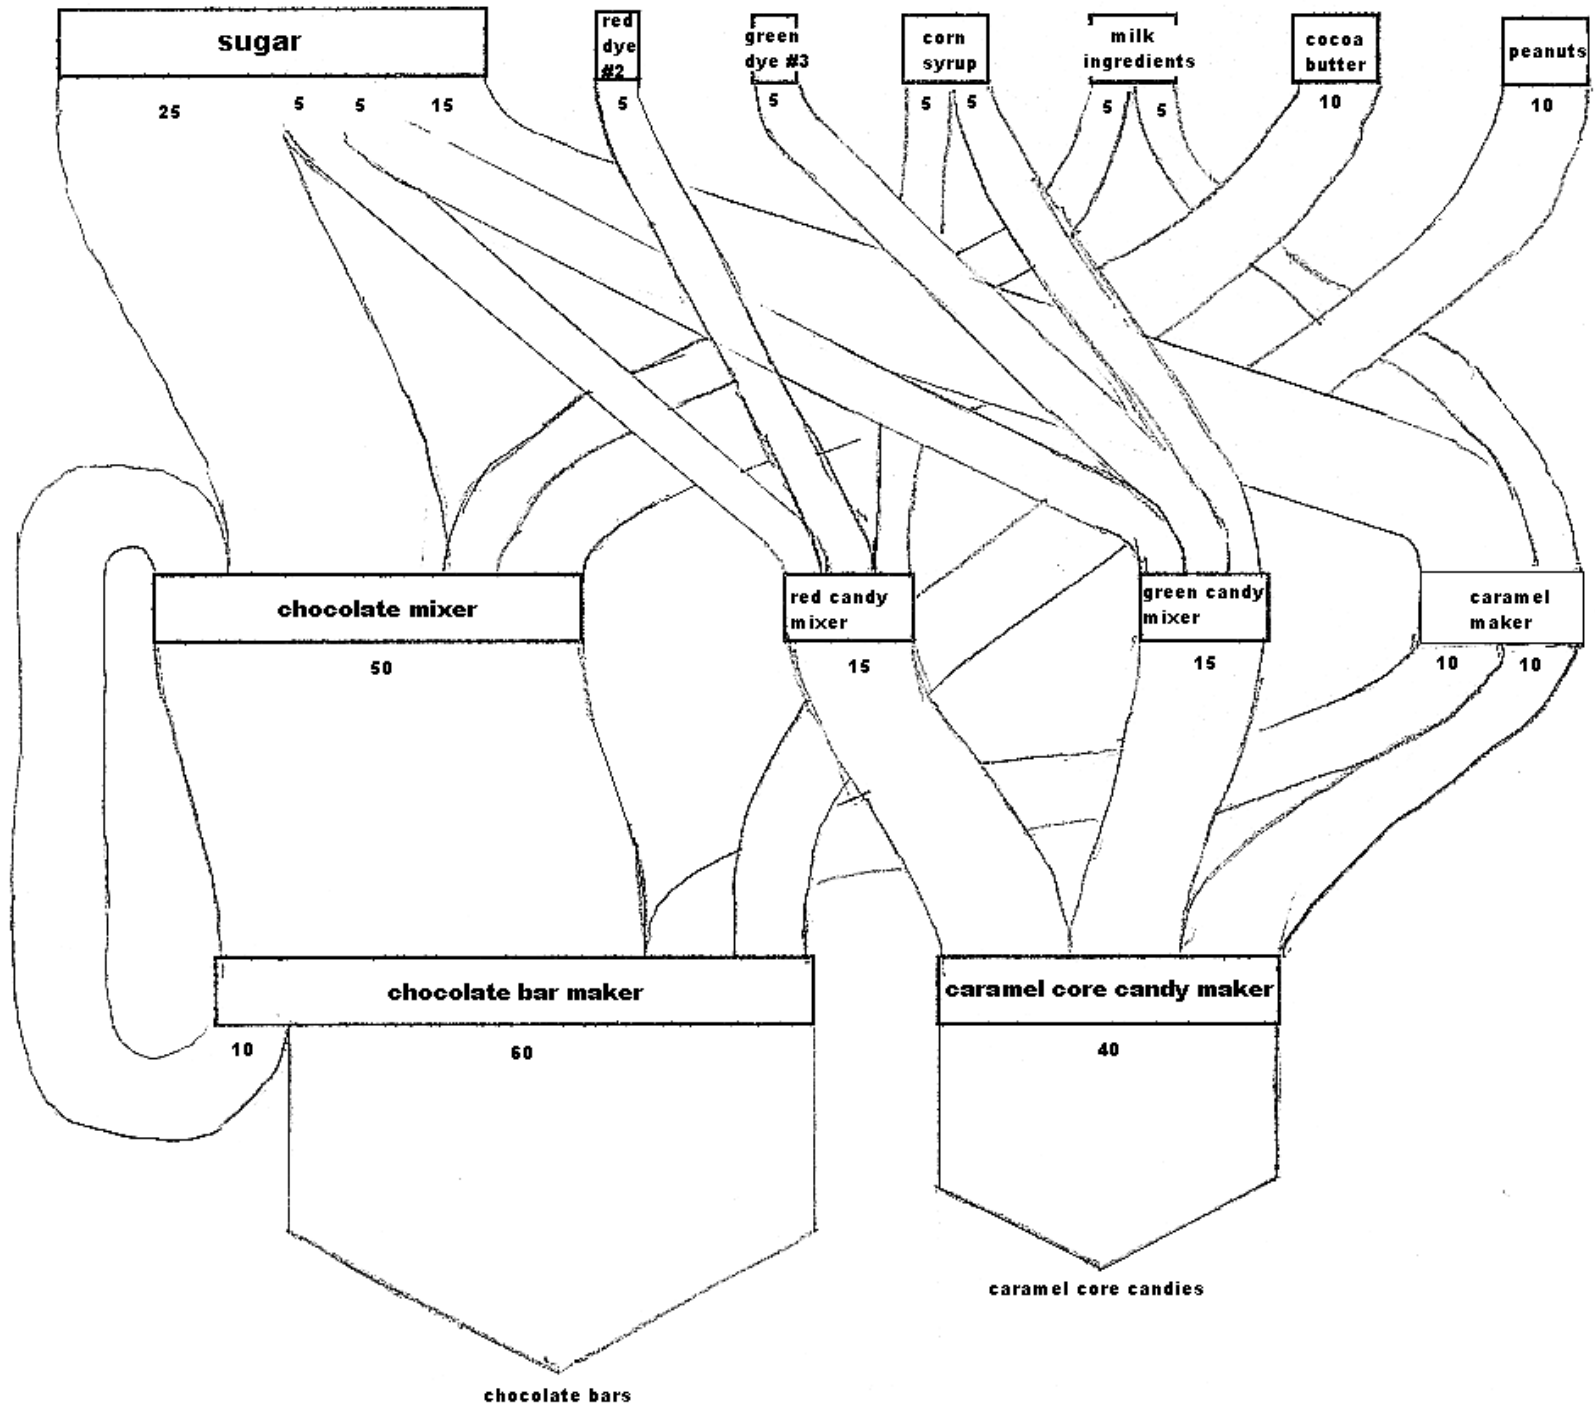 sugar
red
dye
#2
green
dye #3
corn
syrup
milk
ingredients
cocoa
butter
peanuts
25
5
5
15
5
5
5
5
5
5
10
10
chocolate mixer
red candy
mixer
green candy
mixer
caramel
maker
50
15
15
10
10
chocolate bar maker
caramel core candy maker
10
60
40
caramel core candies
chocolate bars